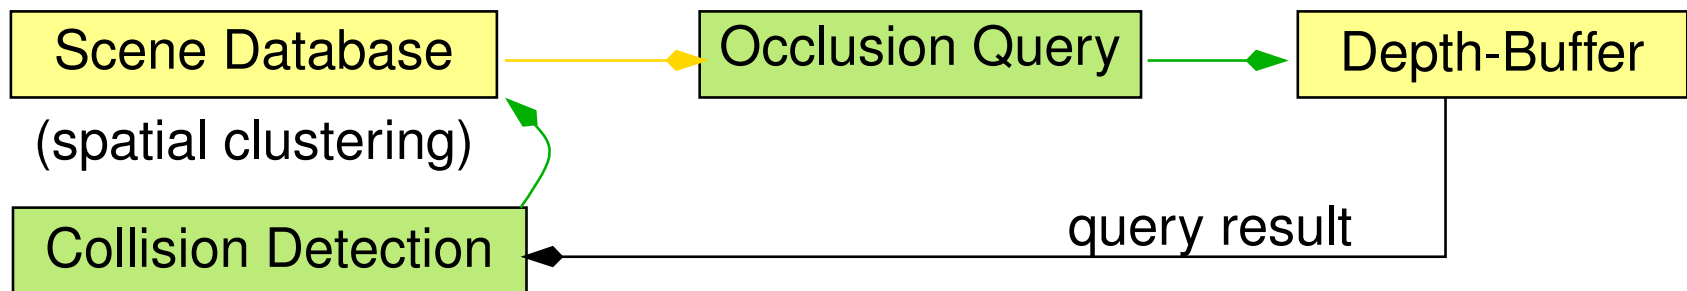 Scene Database
Occlusion Query
Depth-Buffer
(spatial clustering)
query result
Collision Detection